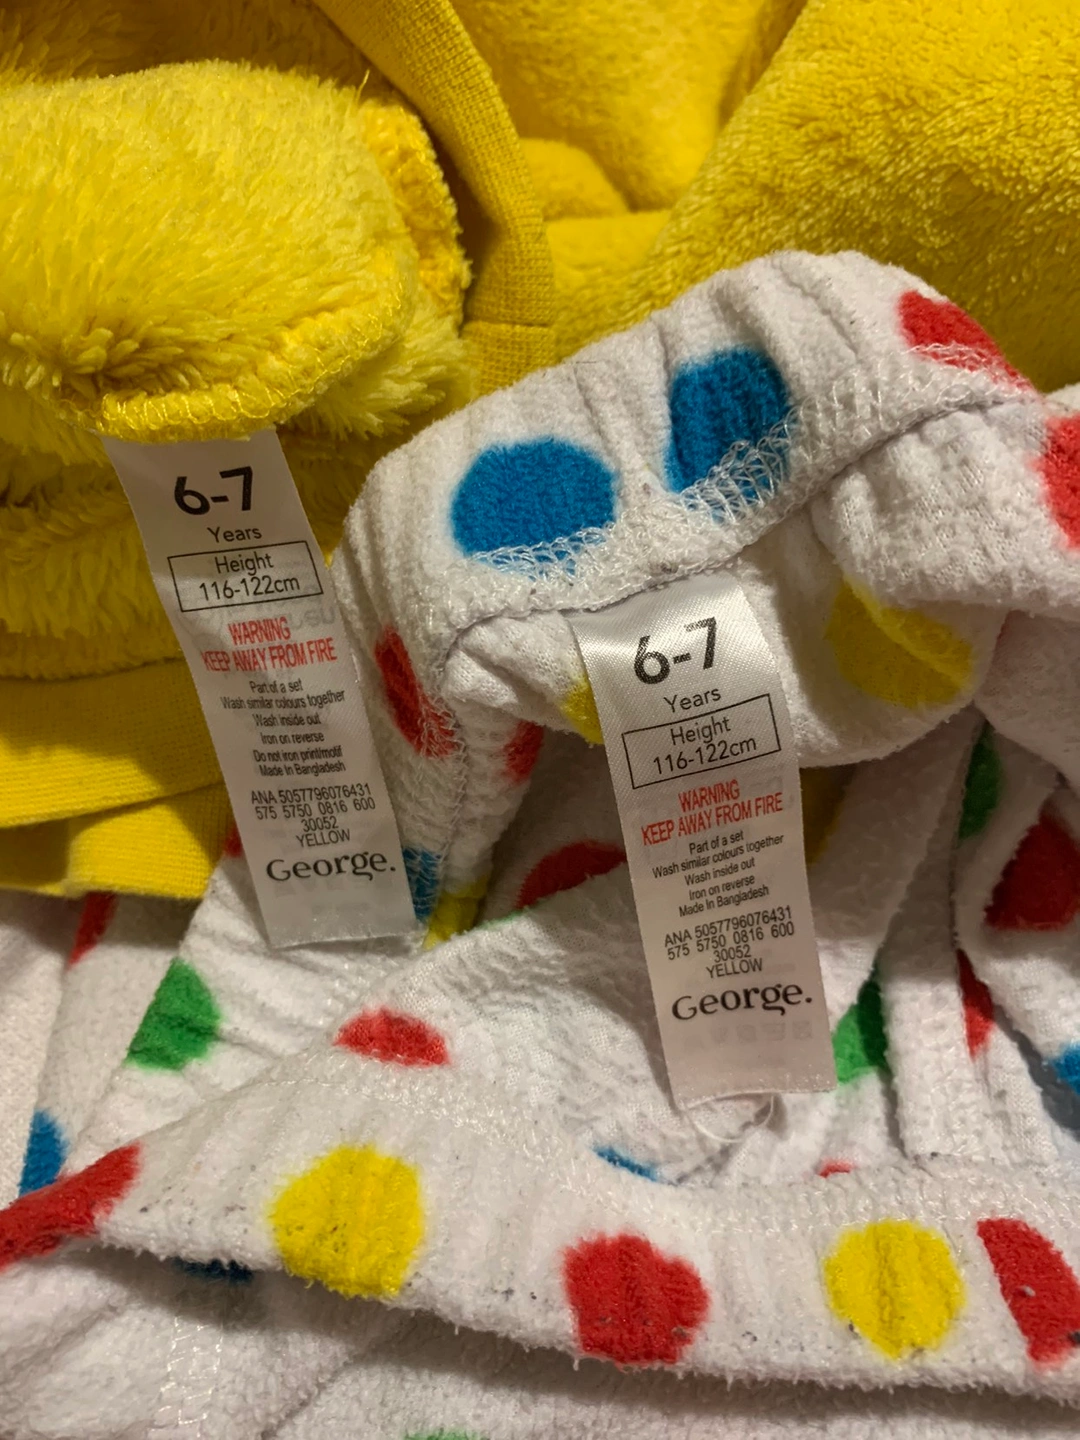 6-7
Years
Height
116-122cm
WARNING
KEEP AWAY FROM FIRE
Part of a set
Wash similar colours together
Wash inside out
Iron on reverse
Do not iron print/motif
Made In Bangladesh
ANA 5057796076431
575 5750 0816 600
30052
YELLOW
George.
6-7
Years
Height
116-122cm
WARNING
KEEP AWAY FROM FIRE
Part of a set
Wash similar colours together
Wash inside out
Iron on reverse
Made In Bangladesh
ANA 5057796076431
575 5750 0816 600
30052
YELLOW
George.